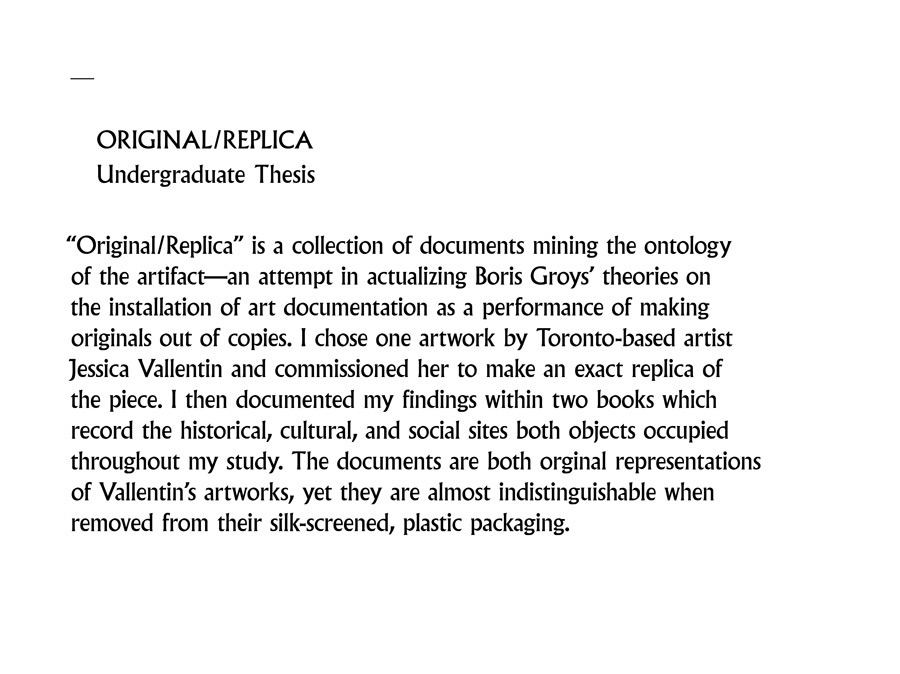 ORIGINAL/REPLICA
Undergraduate Thesis
“Original/Replica” is a collection of documents mining the ontology
of the artifact—an attempt in actualizing Boris Groys’ theories on
the installation of art documentation as a performance of making
originals out of copies. I chose one artwork by Toronto-based artist
Jessica Vallentin and commissioned her to make an exact replica of
the piece. I then documented my findings within two books which
record the historical, cultural, and social sites both objects occupied
throughout my study. The documents are both orginal representations
of Vallentin’s artworks, yet they are almost indistinguishable when
removed from their silk-screened, plastic packaging.